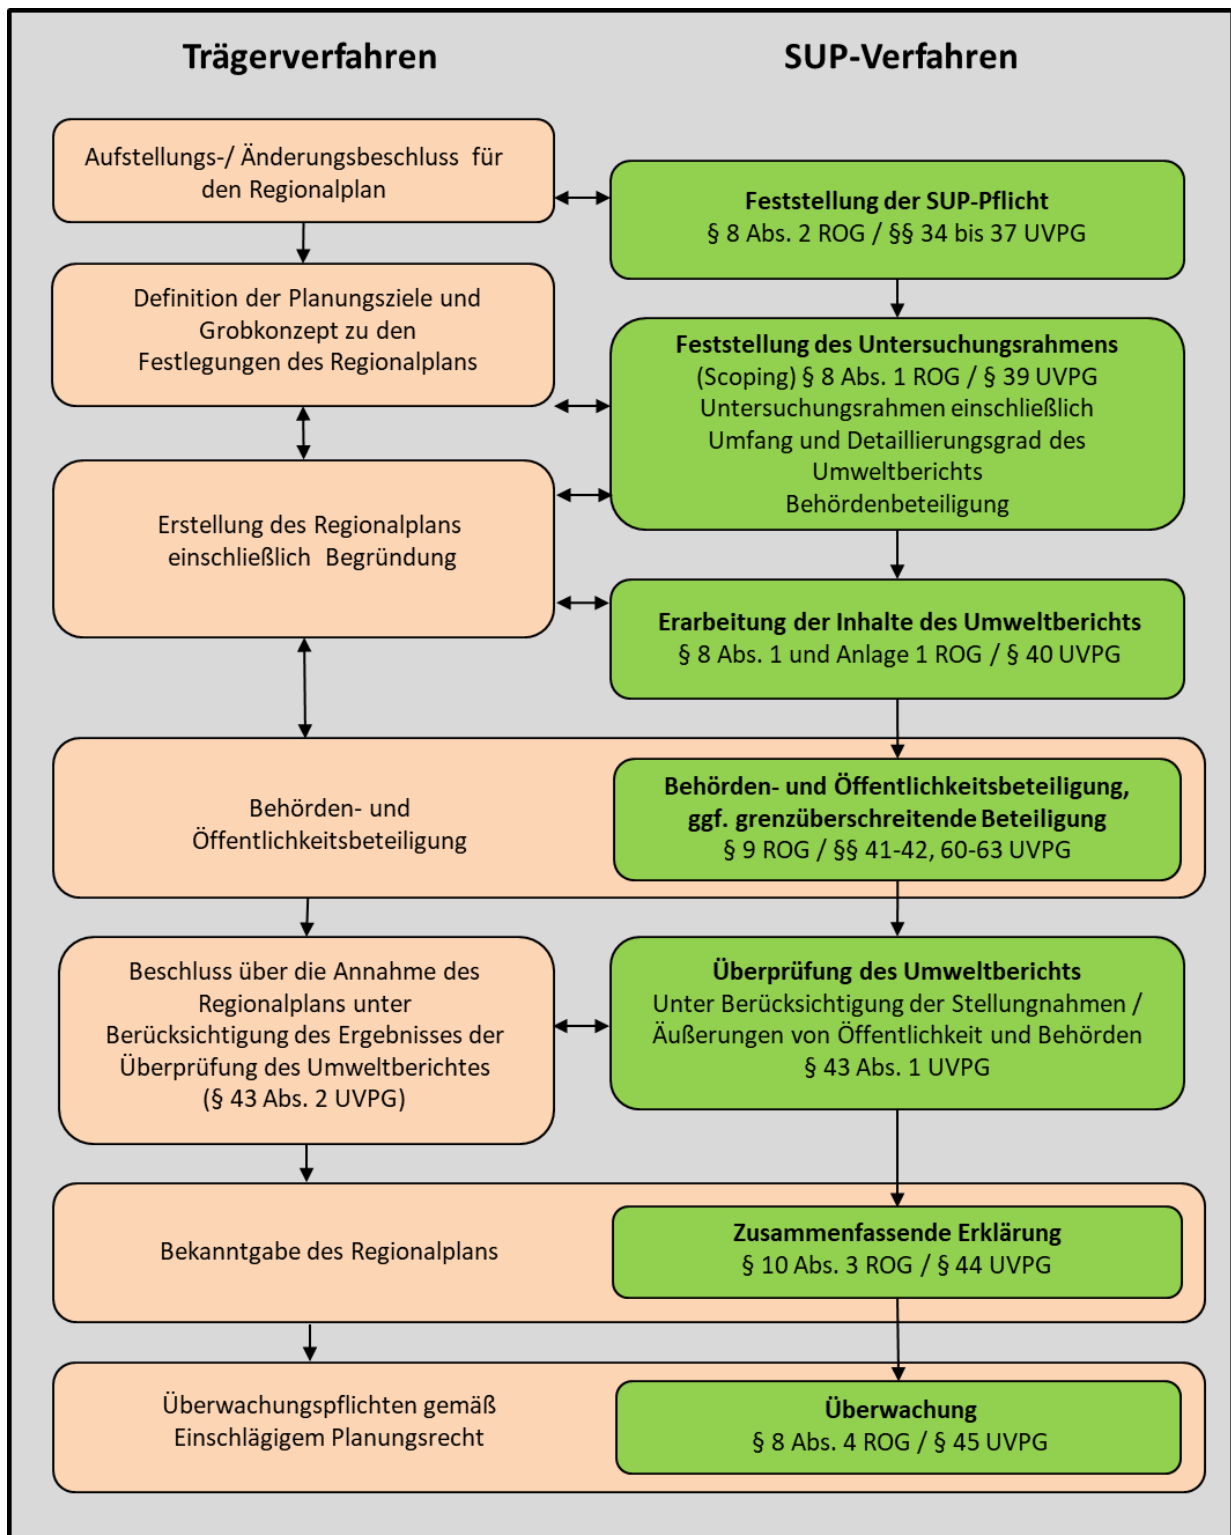 Trägerverfahren
SUP-Verfahren
Aufstellungs-/ Änderungsbeschluss für
den Regionalplan
Feststellung der SUP-Pflicht
§ 8 Abs. 2 ROG / §§ 34 bis 37 UVPG
Definition der Planungsziele und
Grobkonzept zu den
Festlegungen des Regionalplans
Feststellung des Untersuchungsrahmens
(Scoping) § 8 Abs. 1 ROG / § 39 UVPG
Untersuchungsrahmen einschließlich
Umfang und Detaillierungsgrad des
Umweltberichts
Behördenbeteiligung
Erstellung des Regionalplans
einschließlich Begründung
Erarbeitung der Inhalte des Umweltberichts
§ 8 Abs. 1 und Anlage 1 ROG / § 40 UVPG
Behörden- und
Öffentlichkeitsbeteiligung
Behörden- und Öffentlichkeitsbeteiligung,
ggf. grenzüberschreitende Beteiligung
§ 9 ROG / §§ 41-42, 60-63 UVPG
Beschluss über die Annahme des
Regionalplans unter
Berücksichtigung des Ergebnisses der
Überprüfung des Umweltberichtes
(§ 43 Abs. 2 UVPG)
Überprüfung des Umweltberichts
Unter Berücksichtigung der Stellungnahmen /
Äußerungen von Öffentlichkeit und Behörden
§ 43 Abs. 1 UVPG
Bekanntgabe des Regionalplans
Zusammenfassende Erklärung
§ 10 Abs. 3 ROG / § 44 UVPG
Überwachungspflichten gemäß
Einschlägigem Planungsrecht
Überwachung
§ 8 Abs. 4 ROG / § 45 UVPG